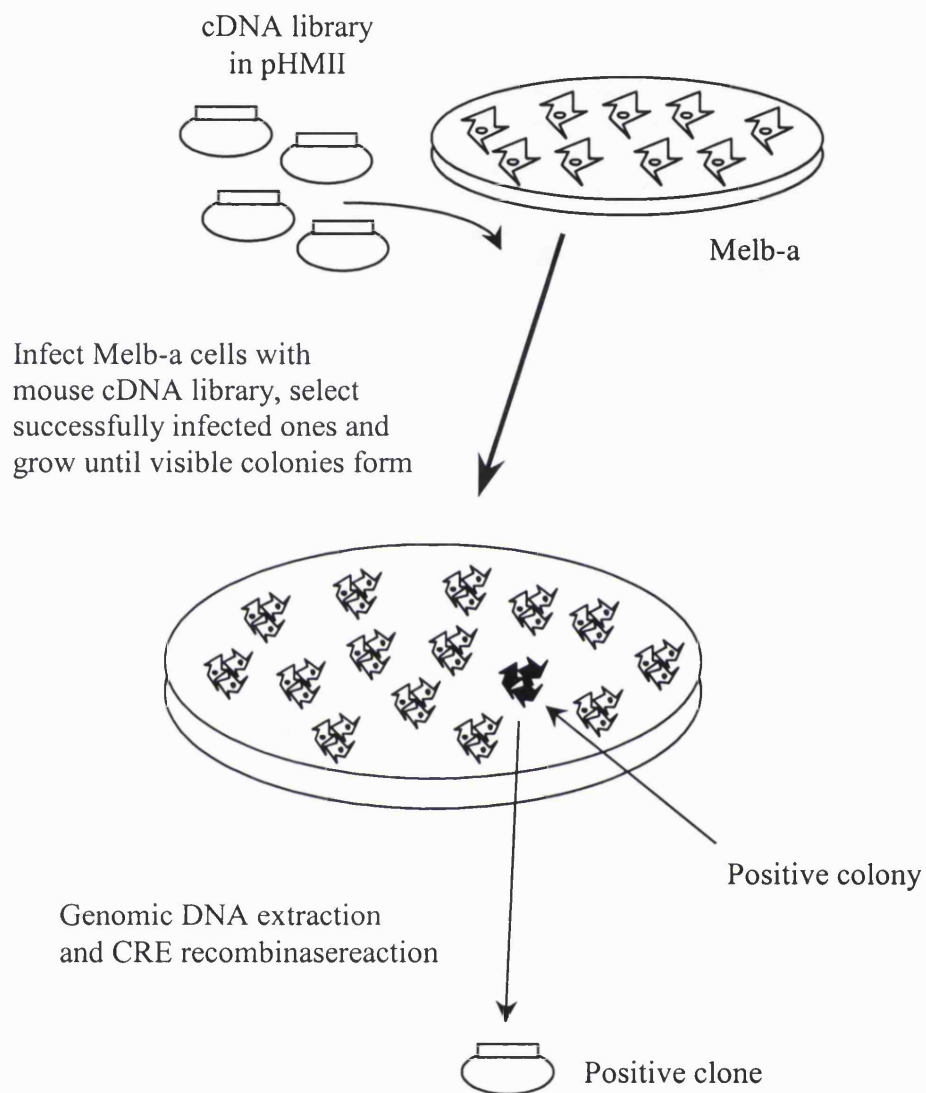 cDNA library
in pHMII
Melb-a
Infect Melb-a cells with
mouse cDNA library, select
successfully infected ones and
grow until visible colonies form
Positive colony
Genomic DNA extraction
and CRE recombinasereaction
Positive clone